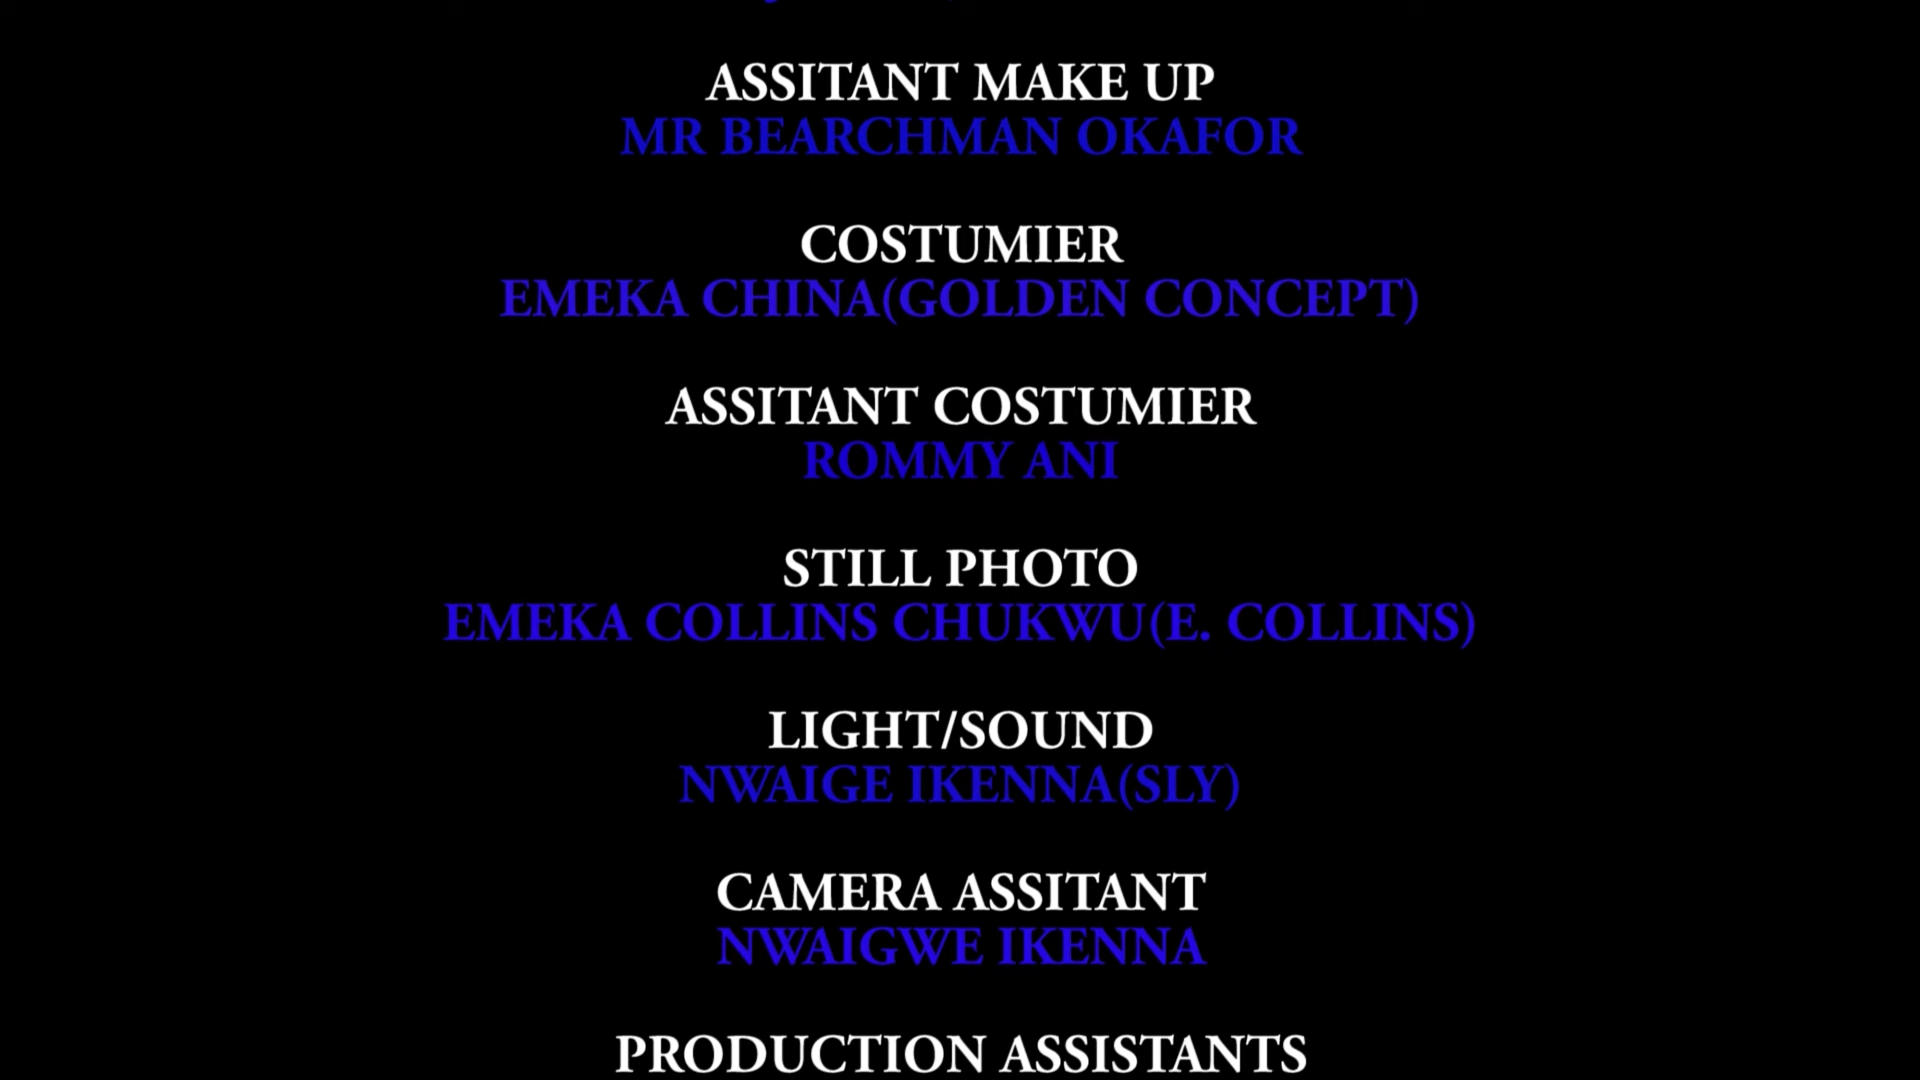 ASSITANT MAKE UP
MR BEARCHMAN OKAFOR
COSTUMIER
EMEKA CHINA(GOLDEN CONCEPT)
ASSITANT COSTUMIER
ROMMY ANI
STILL PHOTO
EMEKA COLLINS CHUKWU(E. COLLINS)
LIGHT/SOUND
NWAIGE IKENNA(SLY)
CAMERA ASSITANT
NWAIGWE IKENNA
PRODUCTION ASSISTANTS